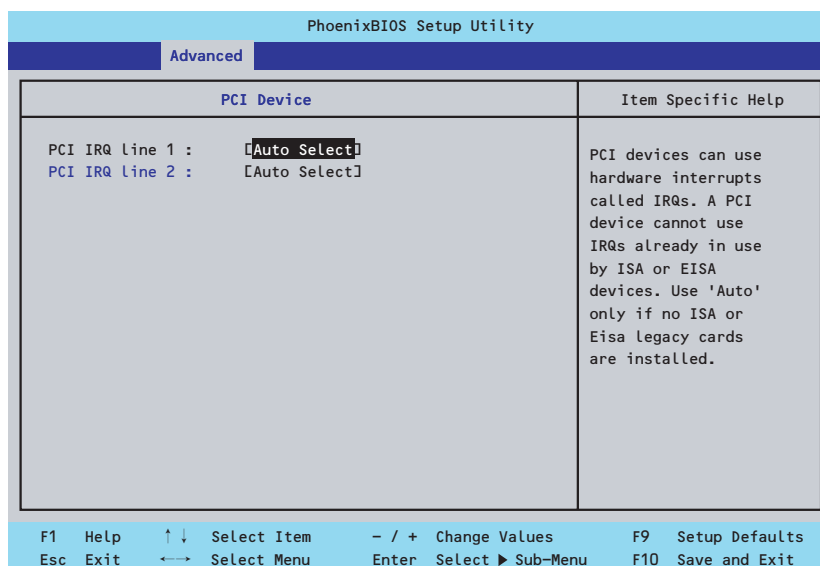 PhoenixBIOS Setup Utility
Advanced
PCI Device
Item Specific Help
PCI IRQ line 1 : [Auto Select]
PCI IRQ line 2 : [Auto Select]
PCI devices can use
hardware interrupts
called IRQs. A PCI
device cannot use
IRQs already in use
by ISA or EISA
devices. Use 'Auto'
only if no ISA or
Eisa legacy cards
are installed.
F1 Help ↑↓ Select Item - / + Change Values F9 Setup Defaults
Esc Exit ←→ Select Menu Enter Select ▶ Sub-Menu F10 Save and Exit